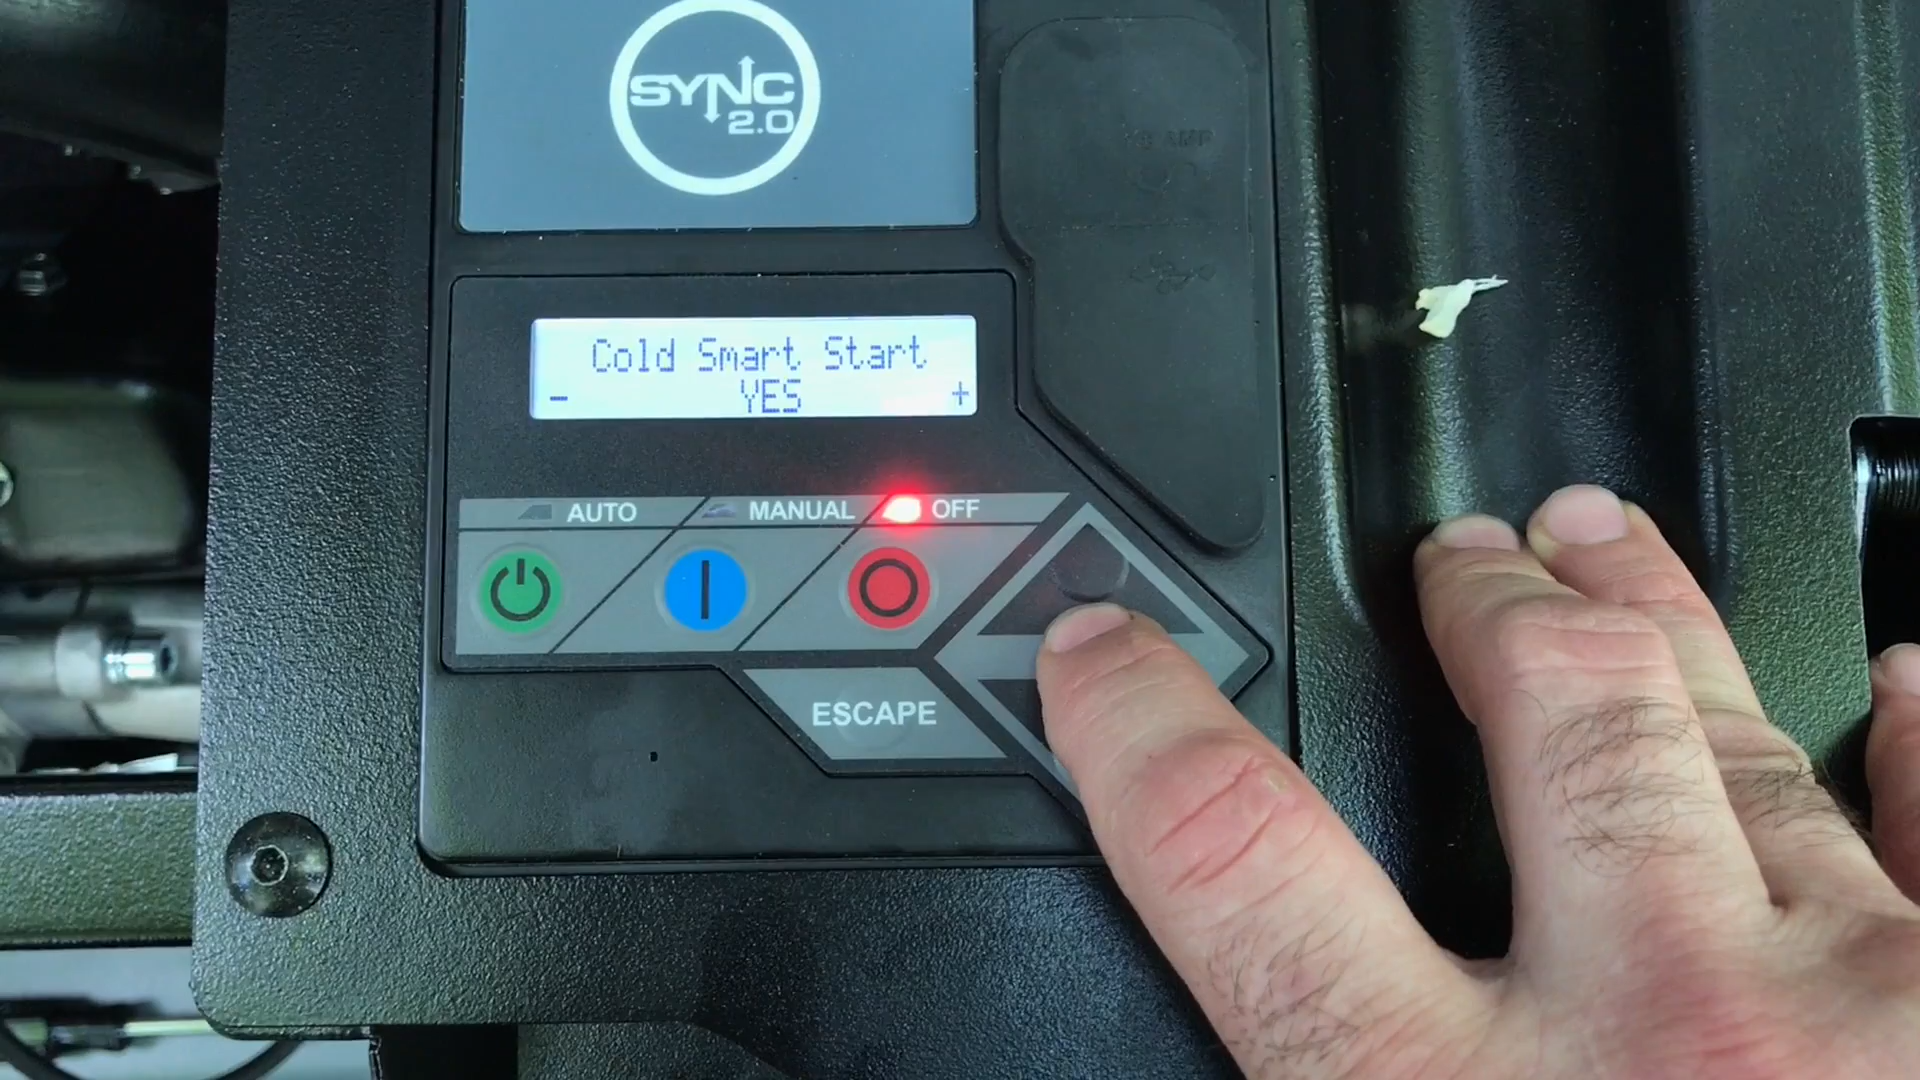 SYNC
2.0
Cold Smart Start
- YES +
AUTO MANUAL OFF
ESCAPE